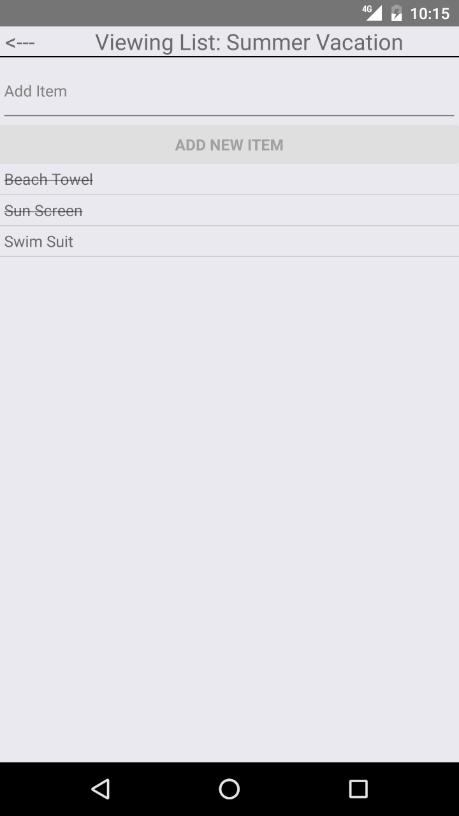 4G 10:15
<--- Viewing List: Summer Vacation
Add Item
ADD NEW ITEM
Beach Towel
Sun Screen
Swim Suit